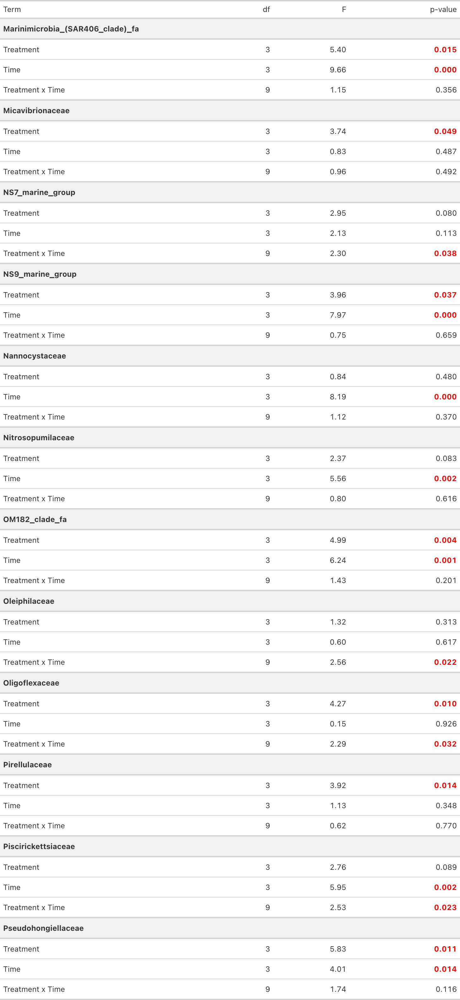 Term df F p-value
Marinimicrobia_(SAR406_clade)_fa
Treatment 3 5.40 0.015
Time 3 9.66 0.000
Treatment x Time 9 1.15 0.356
Micavibrionaceae
Treatment 3 3.74 0.049
Time 3 0.83 0.487
Treatment x Time 9 0.96 0.492
NS7_marine_group
Treatment 3 2.95 0.080
Time 3 2.13 0.113
Treatment x Time 9 2.30 0.038
NS9_marine_group
Treatment 3 3.96 0.037
Time 3 7.97 0.000
Treatment x Time 9 0.75 0.659
Nannocystaceae
Treatment 3 0.84 0.480
Time 3 8.19 0.000
Treatment x Time 9 1.12 0.370
Nitrosopumilaceae
Treatment 3 2.37 0.083
Time 3 5.56 0.002
Treatment x Time 9 0.80 0.616
OM182_clade_fa
Treatment 3 4.99 0.004
Time 3 6.24 0.001
Treatment x Time 9 1.43 0.201
Oleiphilaceae
Treatment 3 1.32 0.313
Time 3 0.60 0.617
Treatment x Time 9 2.56 0.022
Oligoflexaceae
Treatment 3 4.27 0.010
Time 3 0.15 0.926
Treatment x Time 9 2.29 0.032
Pirellulaceae
Treatment 3 3.92 0.014
Time 3 1.13 0.348
Treatment x Time 9 0.62 0.770
Piscirickettsiaceae
Treatment 3 2.76 0.089
Time 3 5.95 0.002
Treatment x Time 9 2.53 0.023
Pseudohongiellaceae
Treatment 3 5.83 0.011
Time 3 4.01 0.014
Treatment x Time 9 1.74 0.116